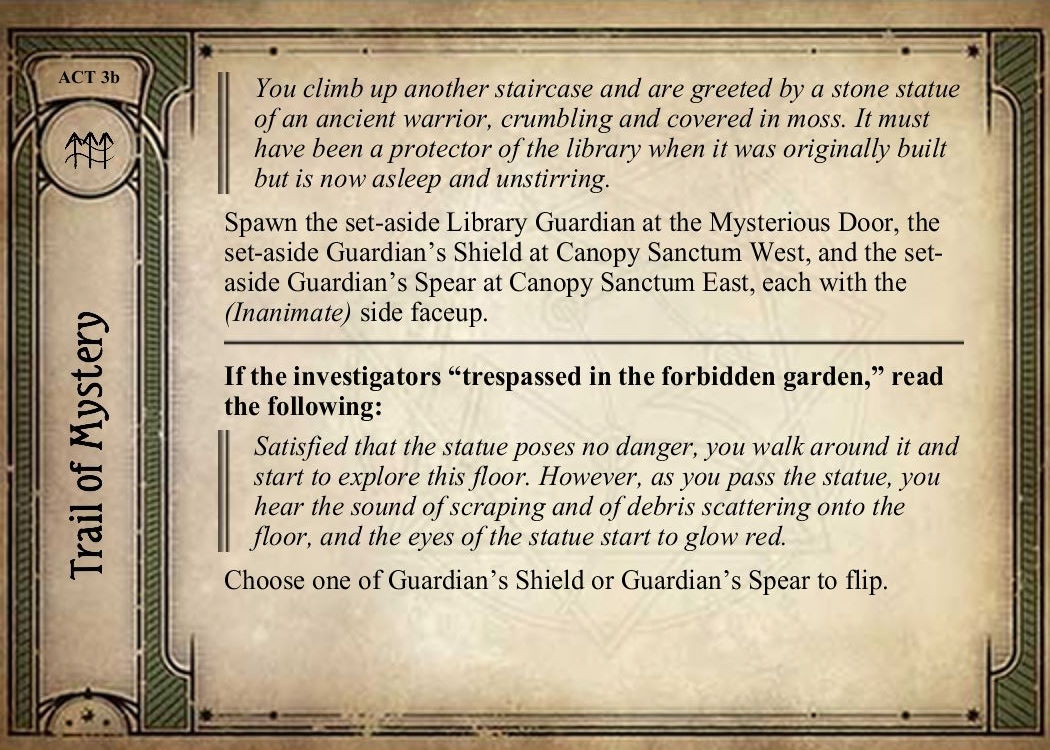 ACT 3b
Trail of Mystery
You climb up another staircase and are greeted by a stone statue
of an ancient warrior, crumbling and covered in moss. It must
have been a protector of the library when it was originally built
but is now asleep and unstirring.
Spawn the set-aside Library Guardian at the Mysterious Door, the
set-aside Guardian’s Shield at Canopy Sanctum West, and the set-
aside Guardian’s Spear at Canopy Sanctum East, each with the
(Inanimate) side faceup.
If the investigators “trespassed in the forbidden garden,” read
the following:
Satisfied that the statue poses no danger, you walk around it and
start to explore this floor. However, as you pass the statue, you
hear the sound of scraping and of debris scattering onto the
floor, and the eyes of the statue start to glow red.
Choose one of Guardian’s Shield or Guardian’s Spear to flip.